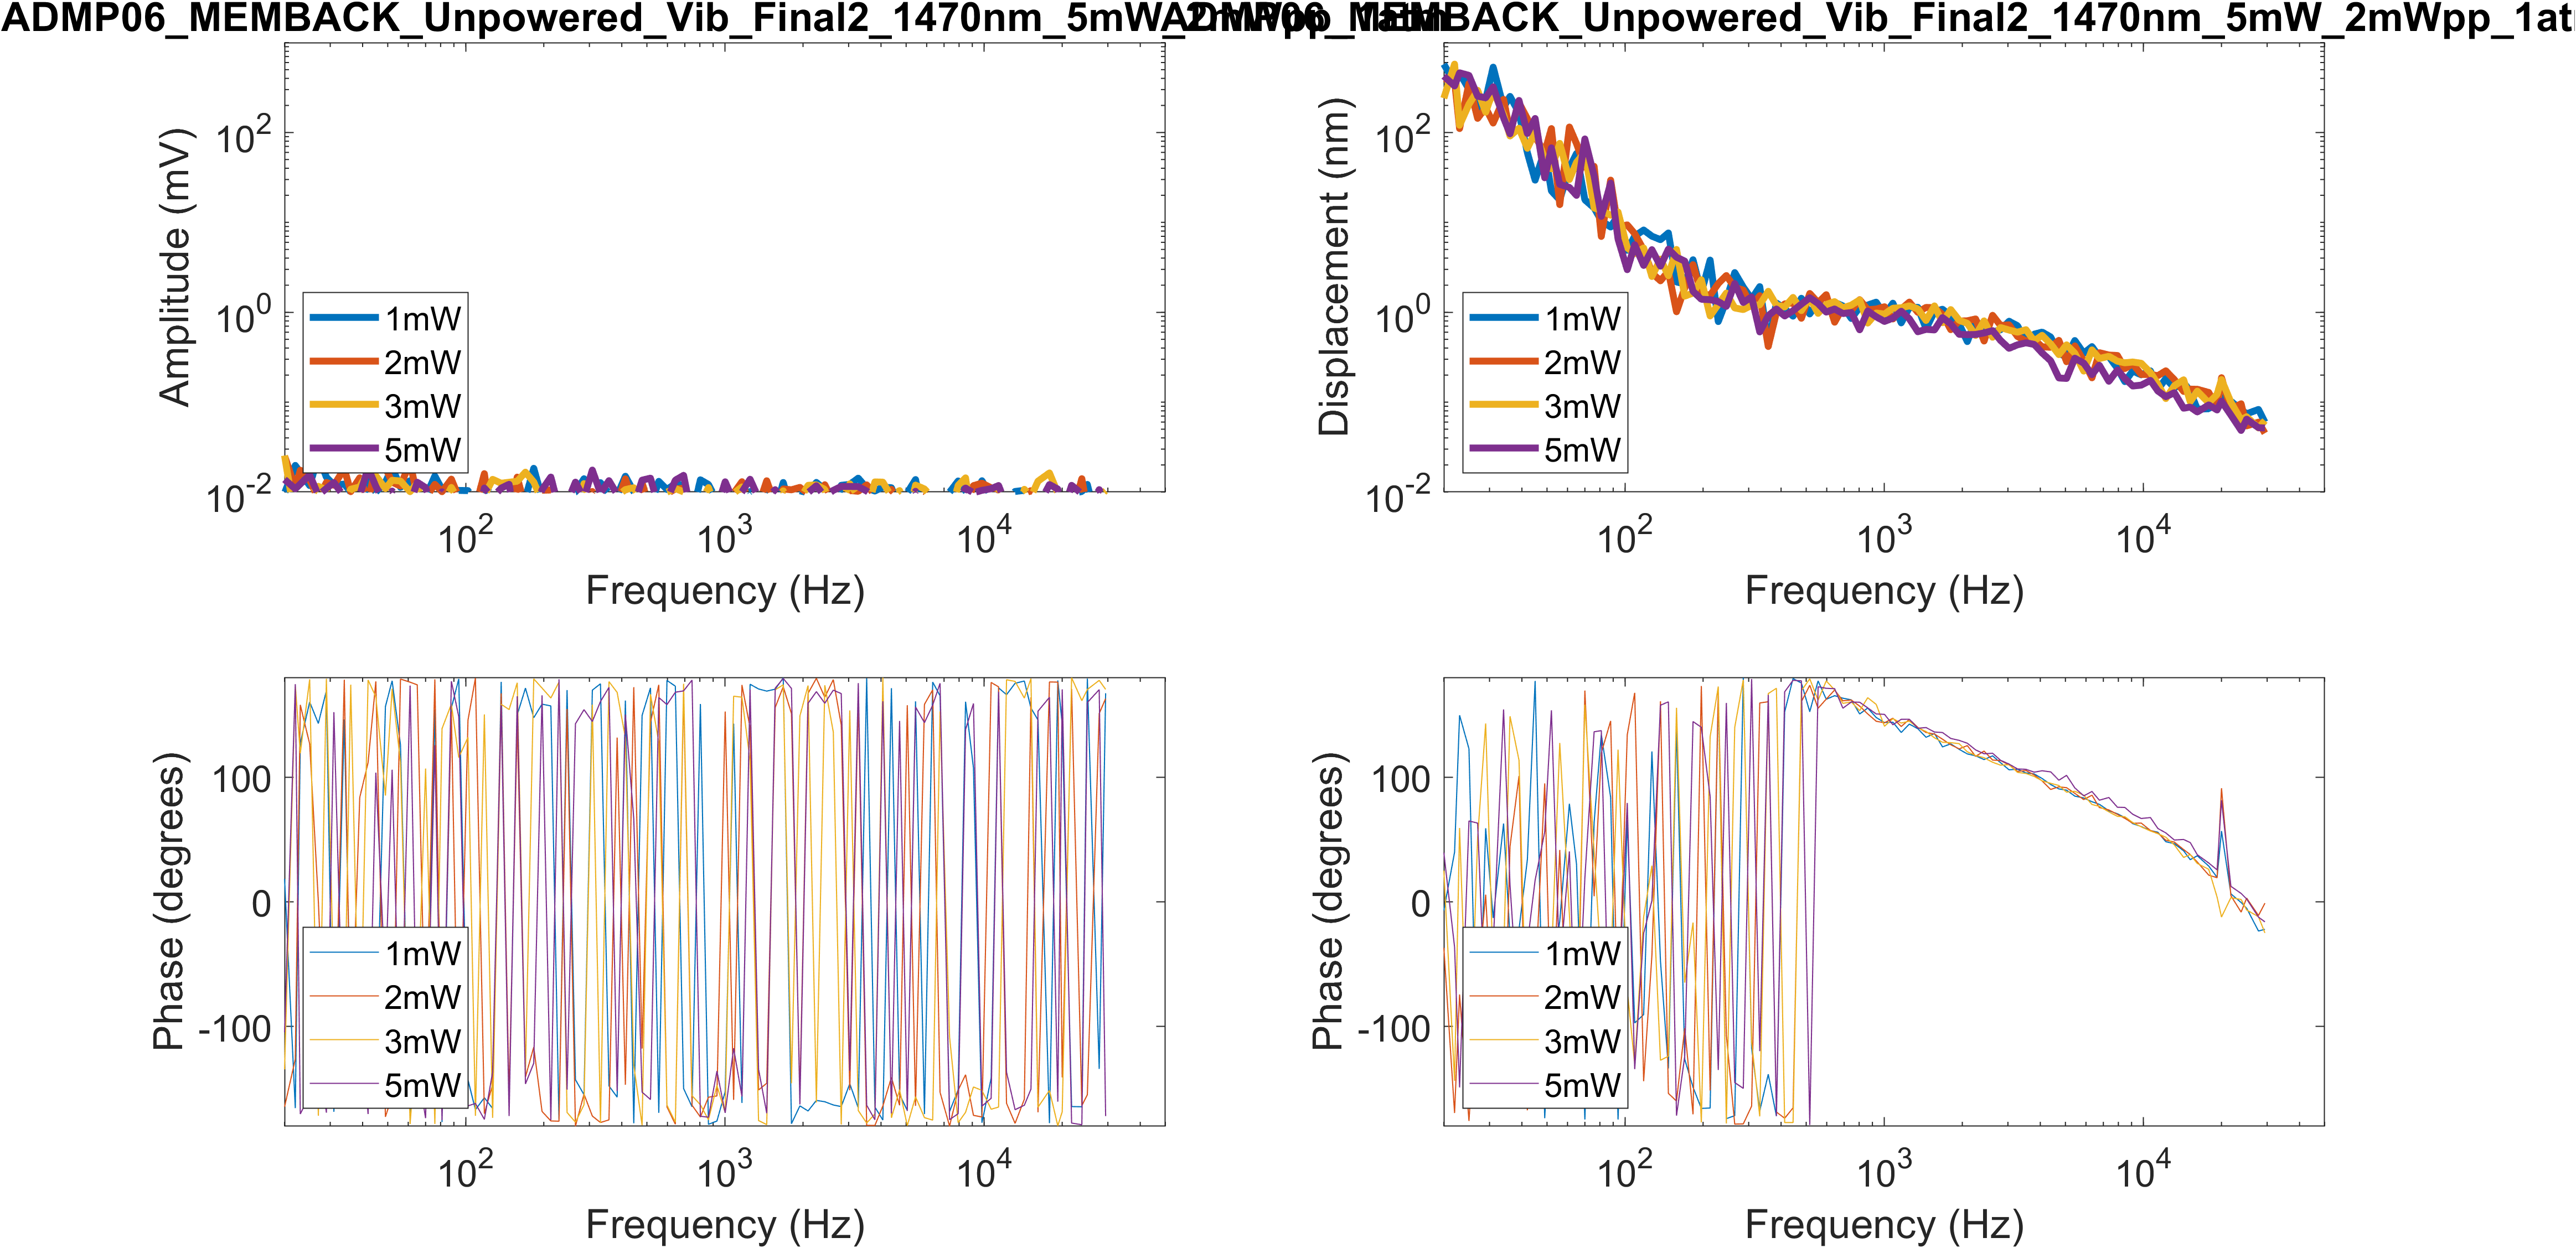 ADMP06_MEMBACK_Unpowered_Vib_Final2_1470nm_5mW_2mWpp_1atm
ADMP06_MEMBACK_Unpowered_Vib_Final2_1470nm_5mW_2mWpp_1at
Amplitude (mV)
10^2
10^0
10^-2
1mW
2mW
3mW
5mW
10^2 10^3 10^4
Frequency (Hz)
Displacement (nm)
10^2
10^0
10^-2
1mW
2mW
3mW
5mW
10^2 10^3 10^4
Frequency (Hz)
Phase (degrees)
100
0
-100
1mW
2mW
3mW
5mW
10^2 10^3 10^4
Frequency (Hz)
Phase (degrees)
100
0
-100
1mW
2mW
3mW
5mW
10^2 10^3 10^4
Frequency (Hz)